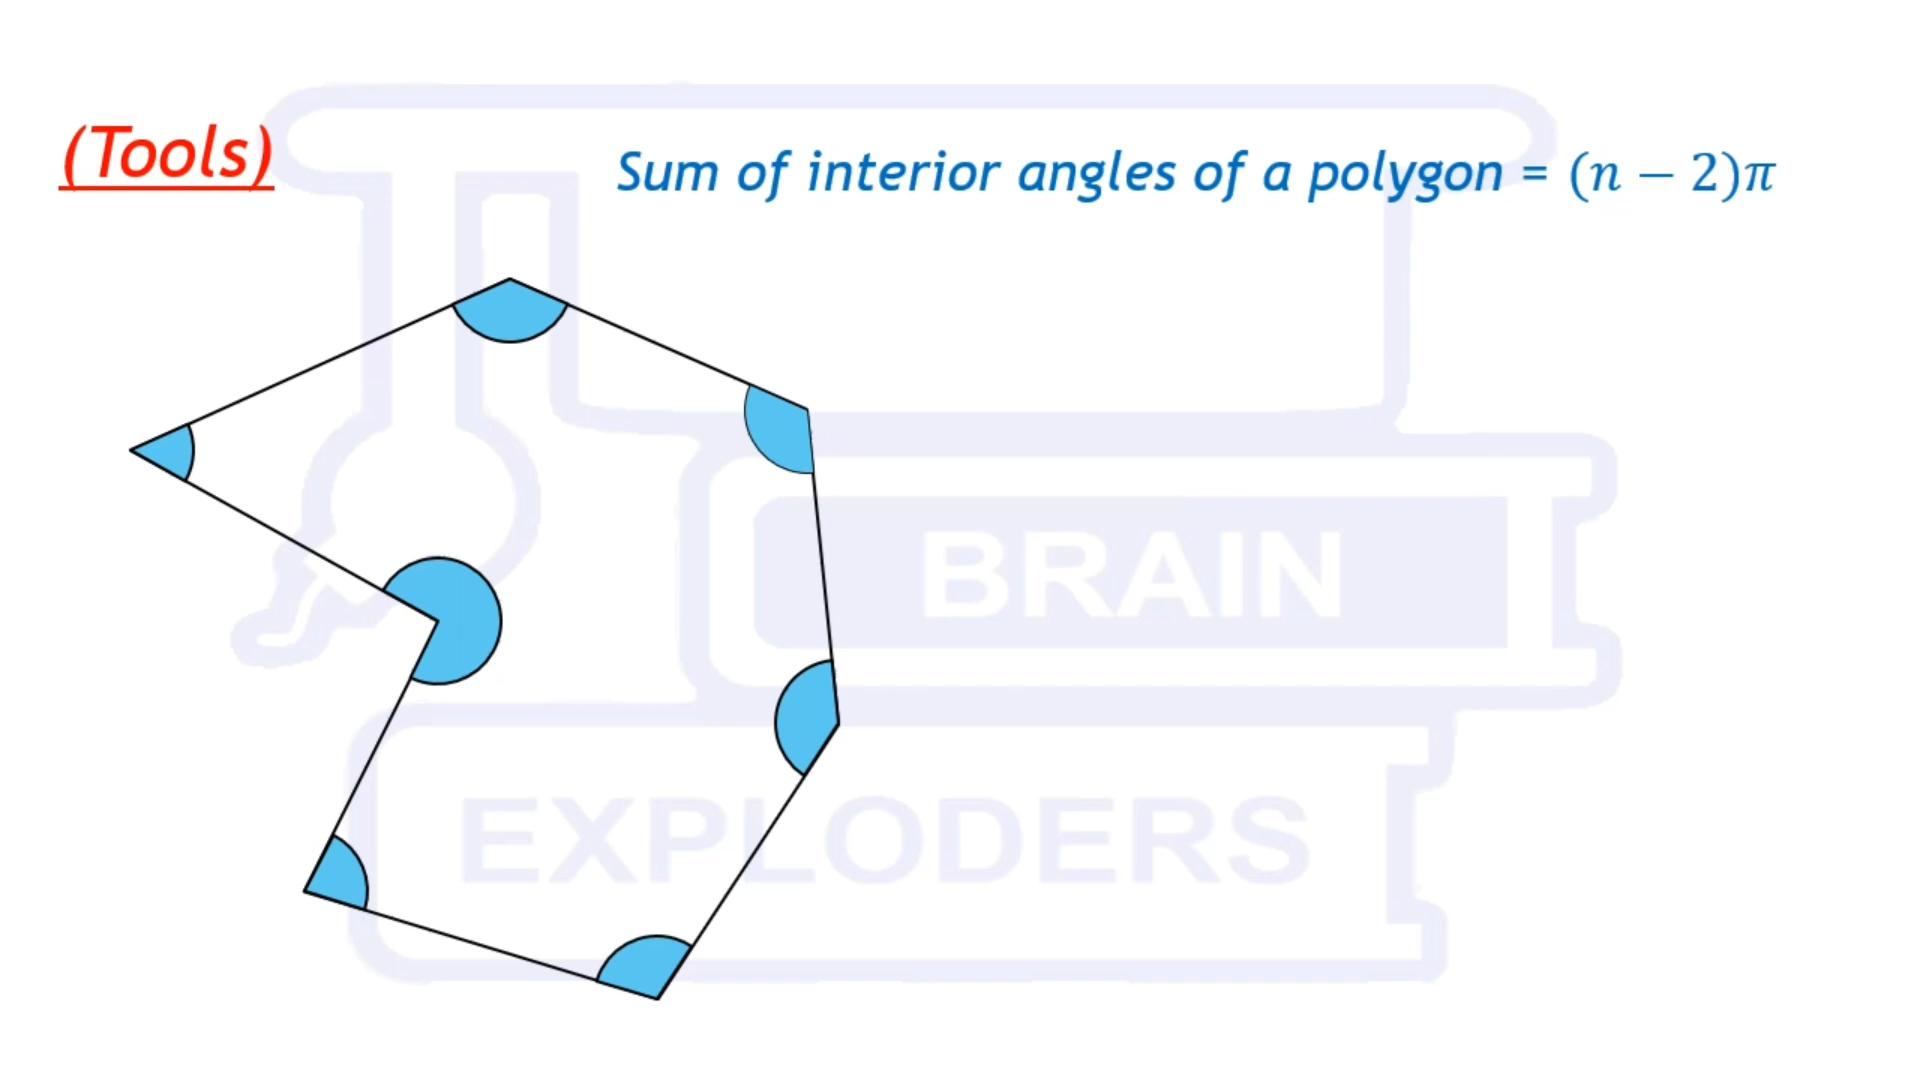 (Tools)
Sum of interior angles of a polygon = (n − 2)π
BRAIN
EXPLODERS